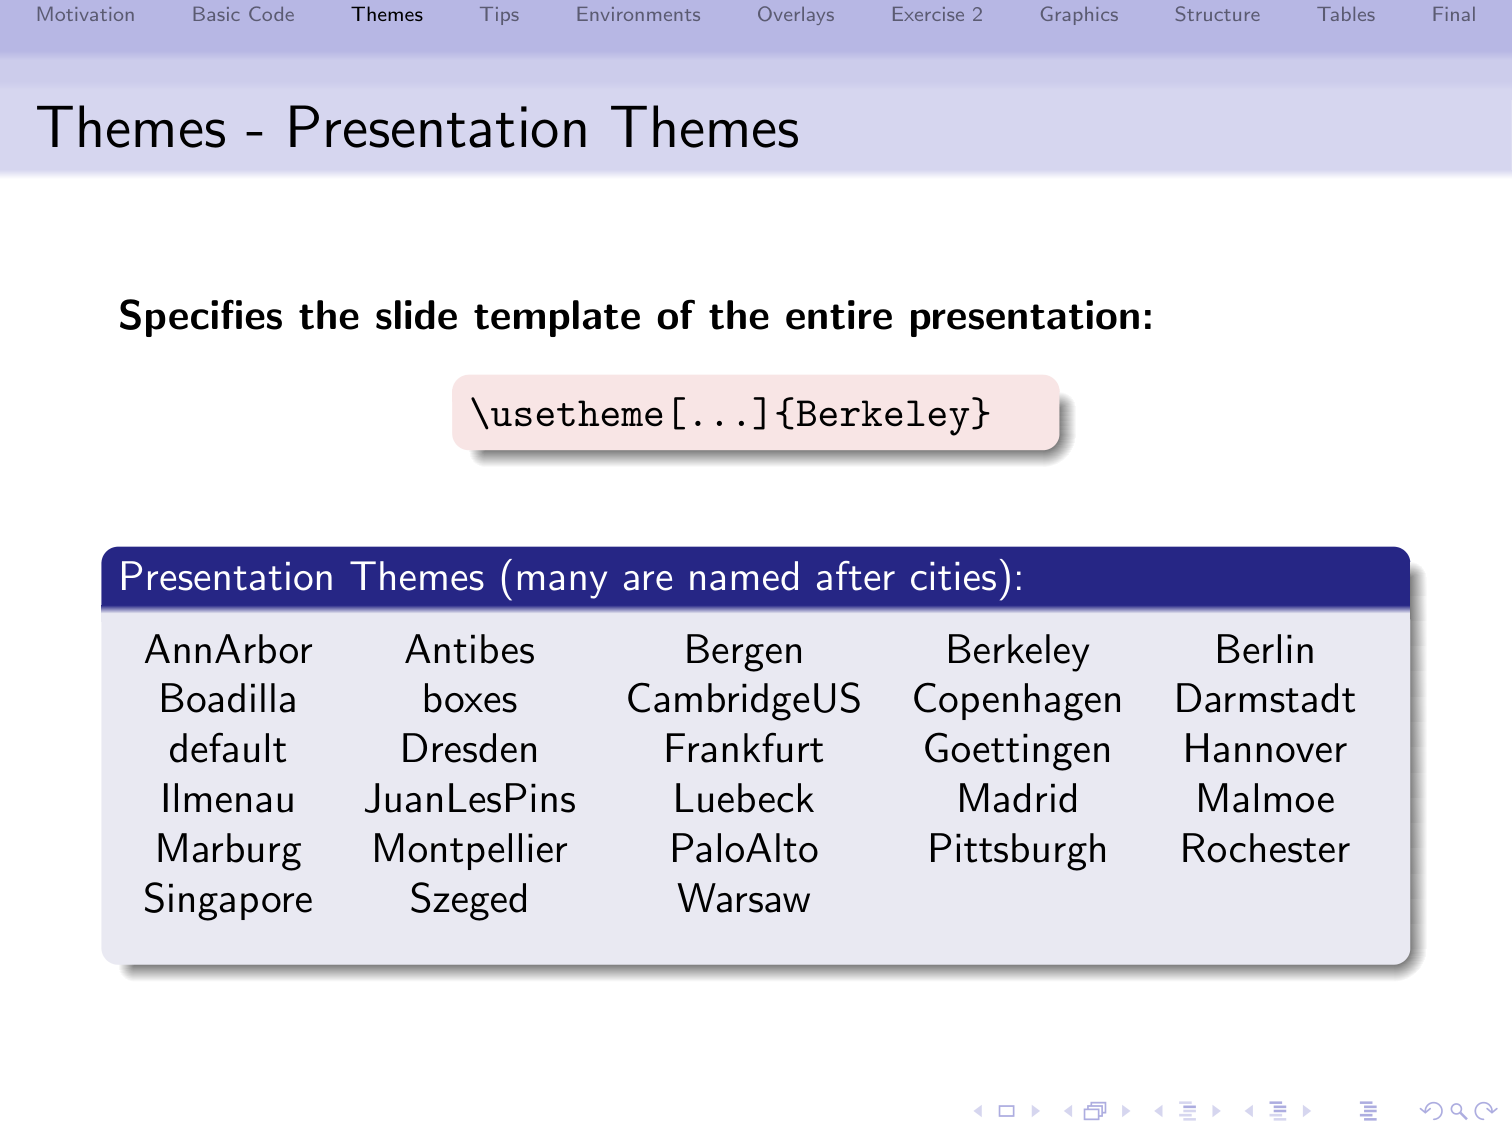 Motivation Basic Code Themes Tips Environments Overlays Exercise 2 Graphics Structure Tables Final
Themes - Presentation Themes
Specifies the slide template of the entire presentation:
\usetheme[...]{Berkeley}
Presentation Themes (many are named after cities):
AnnArbor Antibes Bergen Berkeley Berlin
Boadilla boxes CambridgeUS Copenhagen Darmstadt
default Dresden Frankfurt Goettingen Hannover
Ilmenau JuanLesPins Luebeck Madrid Malmoe
Marburg Montpellier PaloAlto Pittsburgh Rochester
Singapore Szeged Warsaw